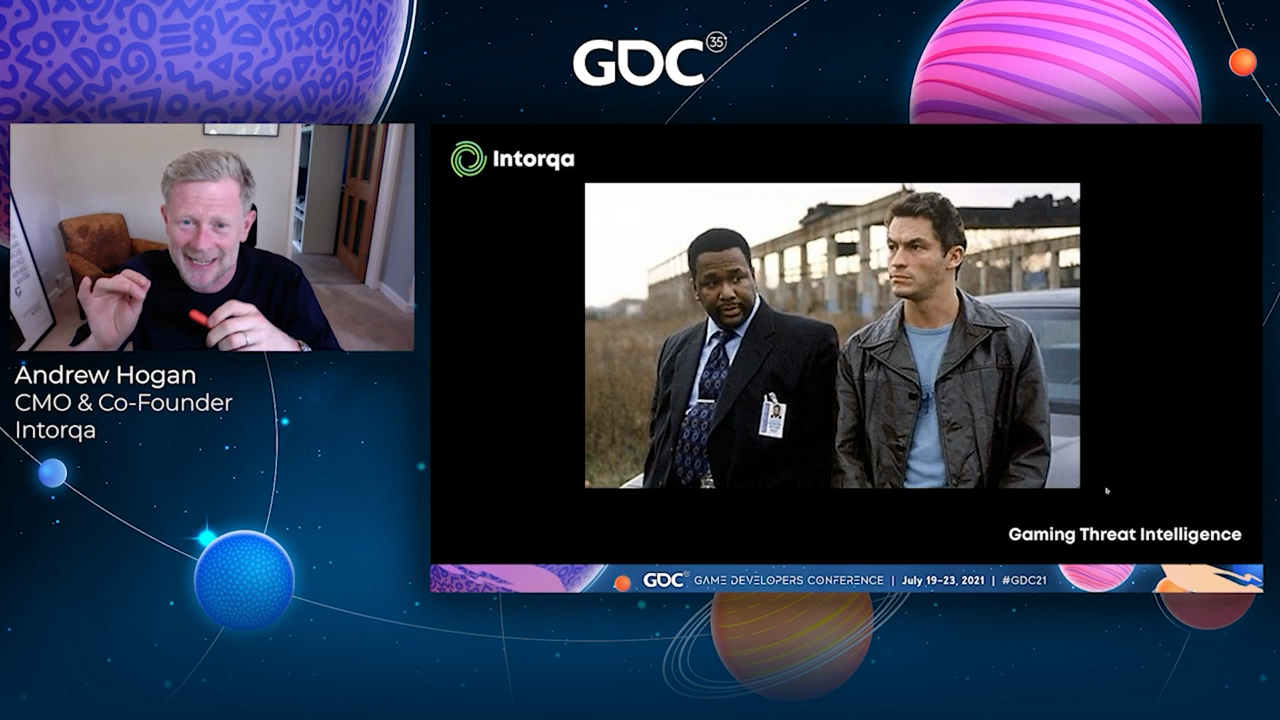 GDC 35
Intorqa
Andrew Hogan
CMO & Co-Founder
Intorqa
Gaming Threat Intelligence
GDC GAME DEVELOPERS CONFERENCE | July 19-23, 2021 | #GDC21